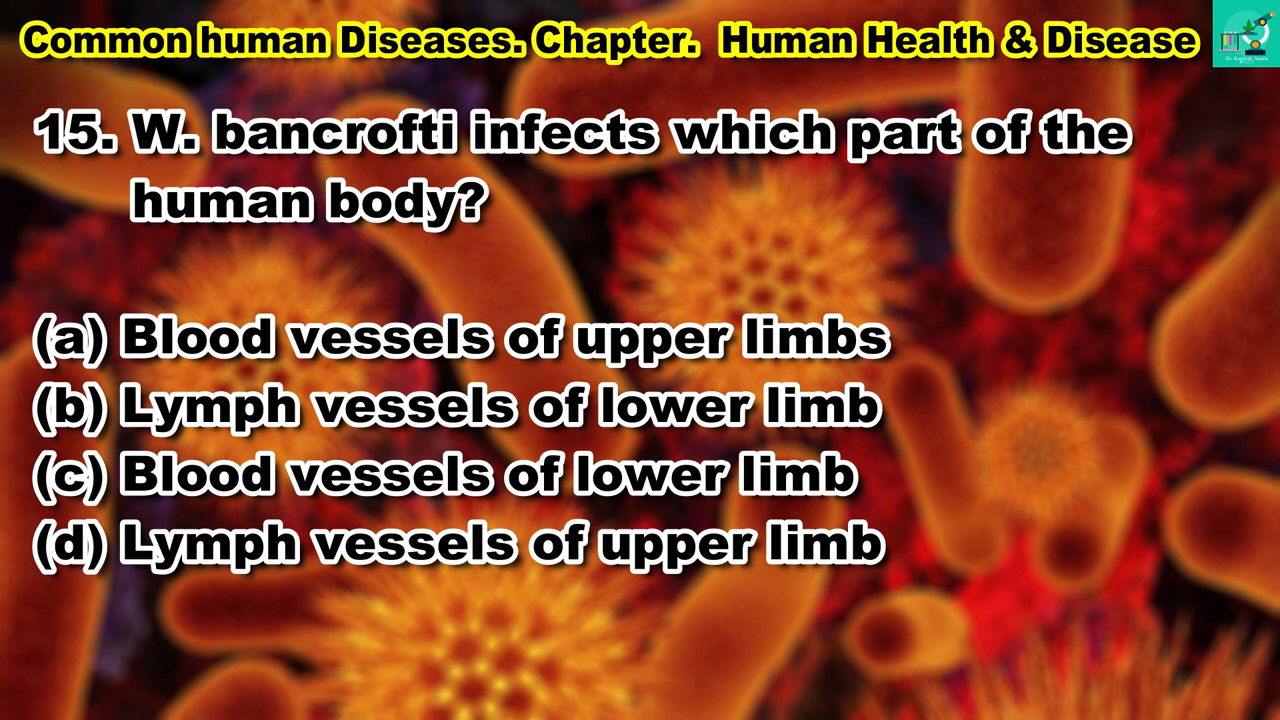 Common human Diseases. Chapter. Human Health & Disease
15. W. bancrofti infects which part of the
human body?
(a) Blood vessels of upper limbs
(b) Lymph vessels of lower limb
(c) Blood vessels of lower limb
(d) Lymph vessels of upper limb